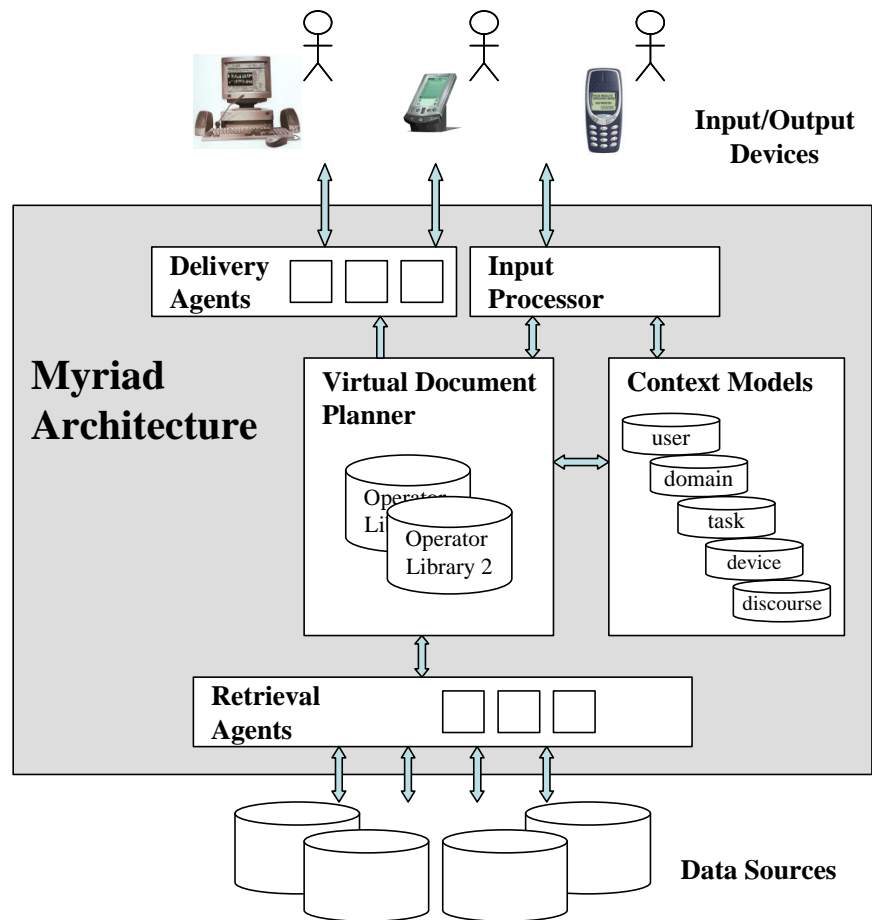 Input/Output
Devices
Delivery
Agents
Input
Processor
Myriad
Architecture
Virtual Document
Planner
Operator
Operator
Library 2
Context Models
user
domain
task
device
discourse
Retrieval
Agents
Data Sources